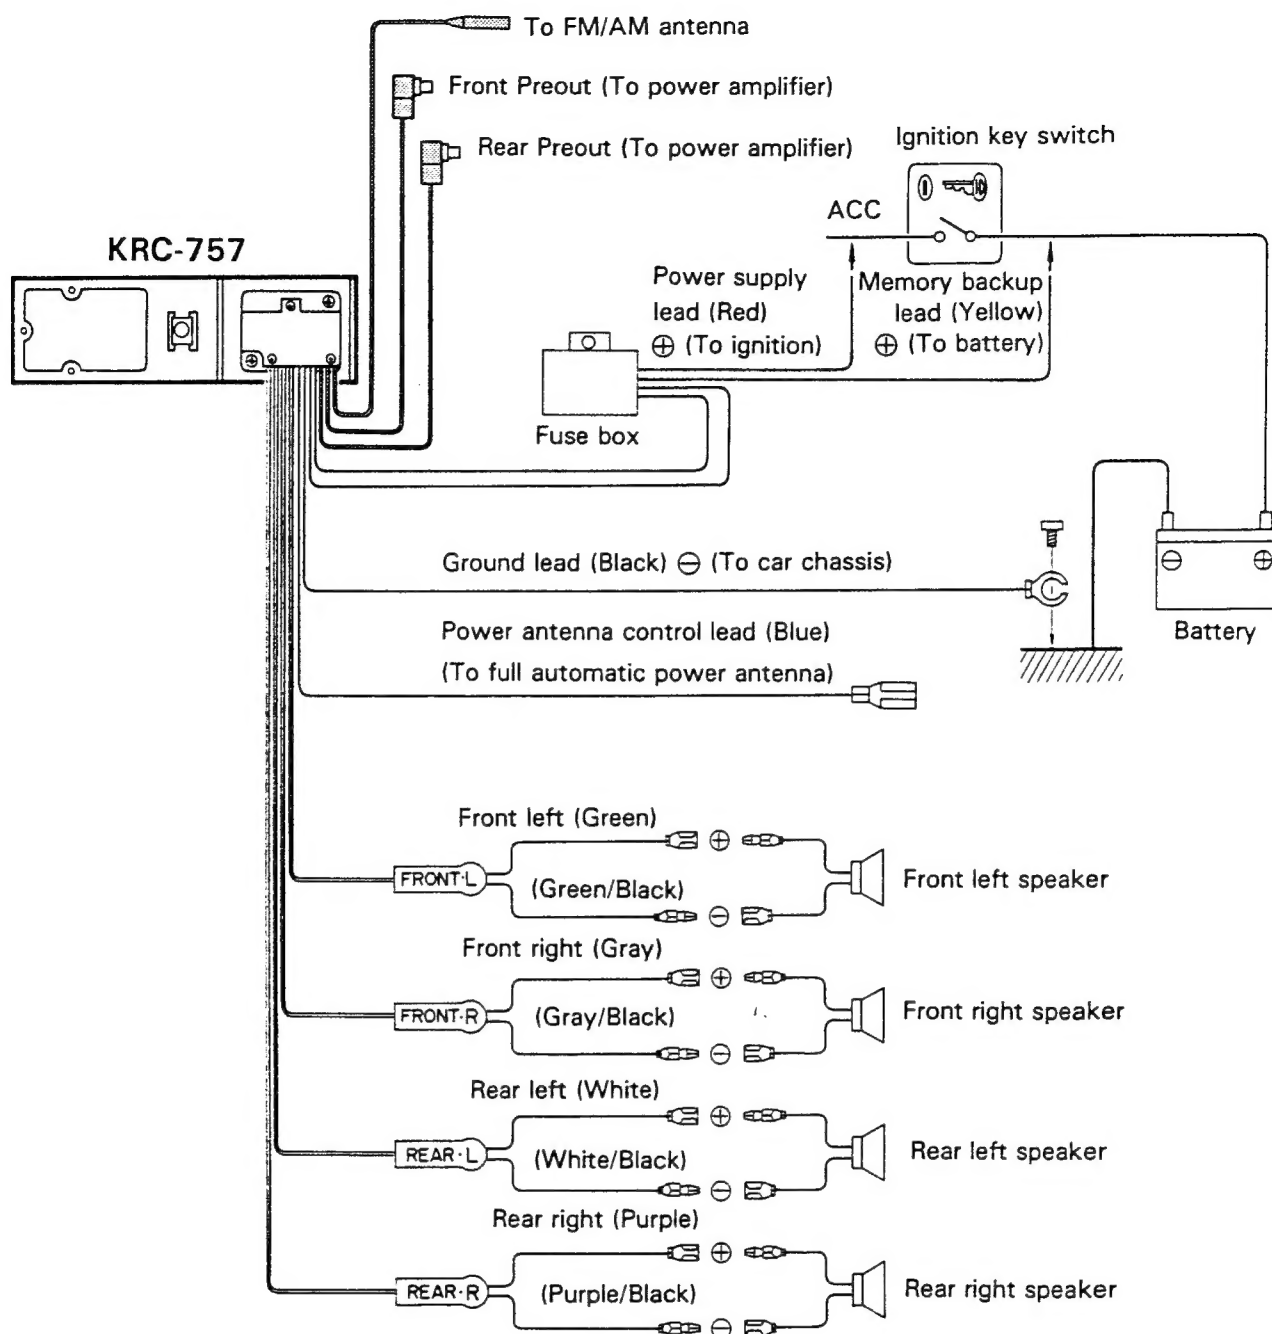 To FM/AM antenna
Front Preout (To power amplifier)
Rear Preout (To power amplifier)
Ignition key switch
ACC
KRC-757
Power supply
lead (Red)
⊕ (To ignition)
Memory backup
lead (Yellow)
⊕ (To battery)
Fuse box
Ground lead (Black) ⊖ (To car chassis)
⊖ ⊕
Battery
Power antenna control lead (Blue)
(To full automatic power antenna)
Front left (Green)
⊕
FRONT·L
(Green/Black)
Front left speaker
⊖
Front right (Gray)
⊕
FRONT·R
(Gray/Black)
Front right speaker
⊖
Rear left (White)
⊕
REAR·L
(White/Black)
Rear left speaker
⊖
Rear right (Purple)
⊕
REAR·R
(Purple/Black)
Rear right speaker
⊖